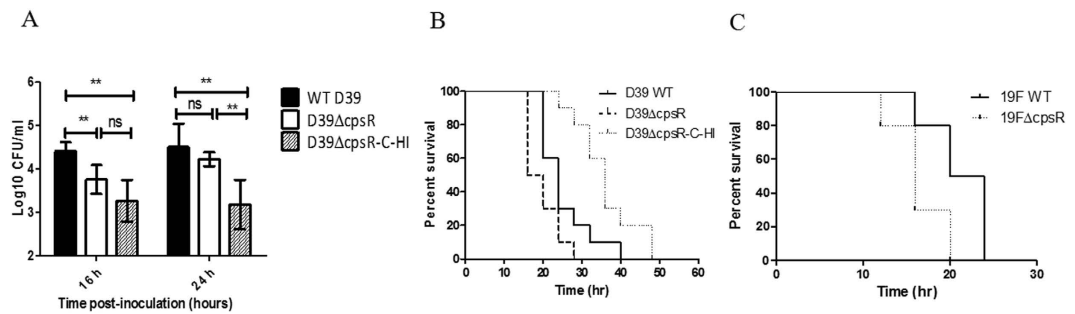 A
Log10 CFU/ml
6
5
4
3
2
**
**
ns
**
ns
**
16 h
24 h
Time post-inoculation (hours)
WT D39
D39ΔcpsR
D39ΔcpsR-C-HI
B
Percent survival
100
80
60
40
20
0
0 10 20 30 40 50 60
Time (hr)
D39 WT
D39ΔcpsR
D39ΔcpsR-C-HI
C
Percent survival
100
80
60
40
20
0
0 10 20 30
Time (hr)
19F WT
19FΔcpsR